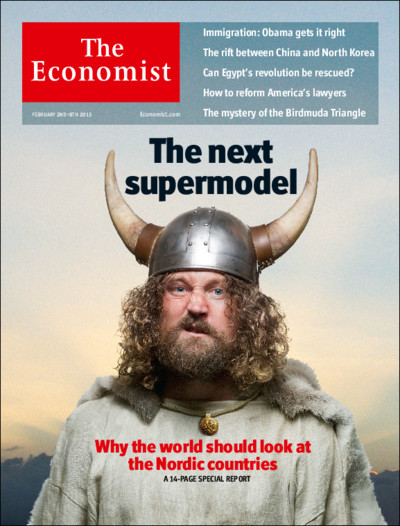 The
Economist
FEBRUARY 2ND–8TH 2013
Economist.com
Immigration: Obama gets it right
The rift between China and North Korea
Can Egypt's revolution be rescued?
How to reform America's lawyers
The mystery of the Birdmuda Triangle
The next
supermodel
Why the world should look at
the Nordic countries
A 14-PAGE SPECIAL REPORT